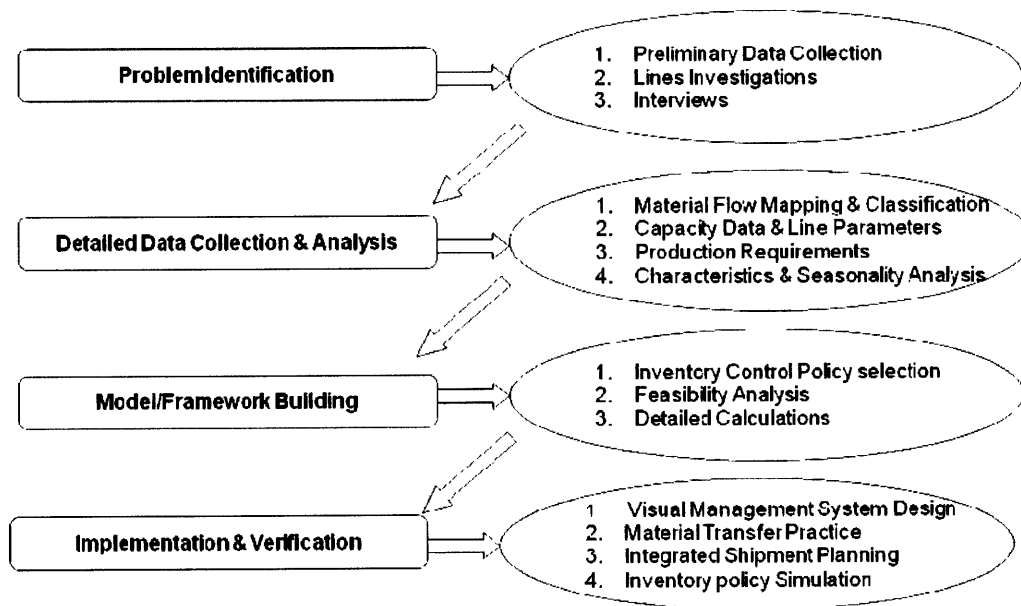 Problem Identification
1. Preliminary Data Collection
2. Lines Investigations
3. Interviews
Detailed Data Collection & Analysis
1. Material Flow Mapping & Classification
2. Capacity Data & Line Parameters
3. Production Requirements
4. Characteristics & Seasonality Analysis
Model/Framework Building
1. Inventory Control Policy selection
2. Feasibility Analysis
3. Detailed Calculations
Implementation & Verification
1 Visual Management System Design
2. Material Transfer Practice
3. Integrated Shipment Planning
4. Inventory policy Simulation